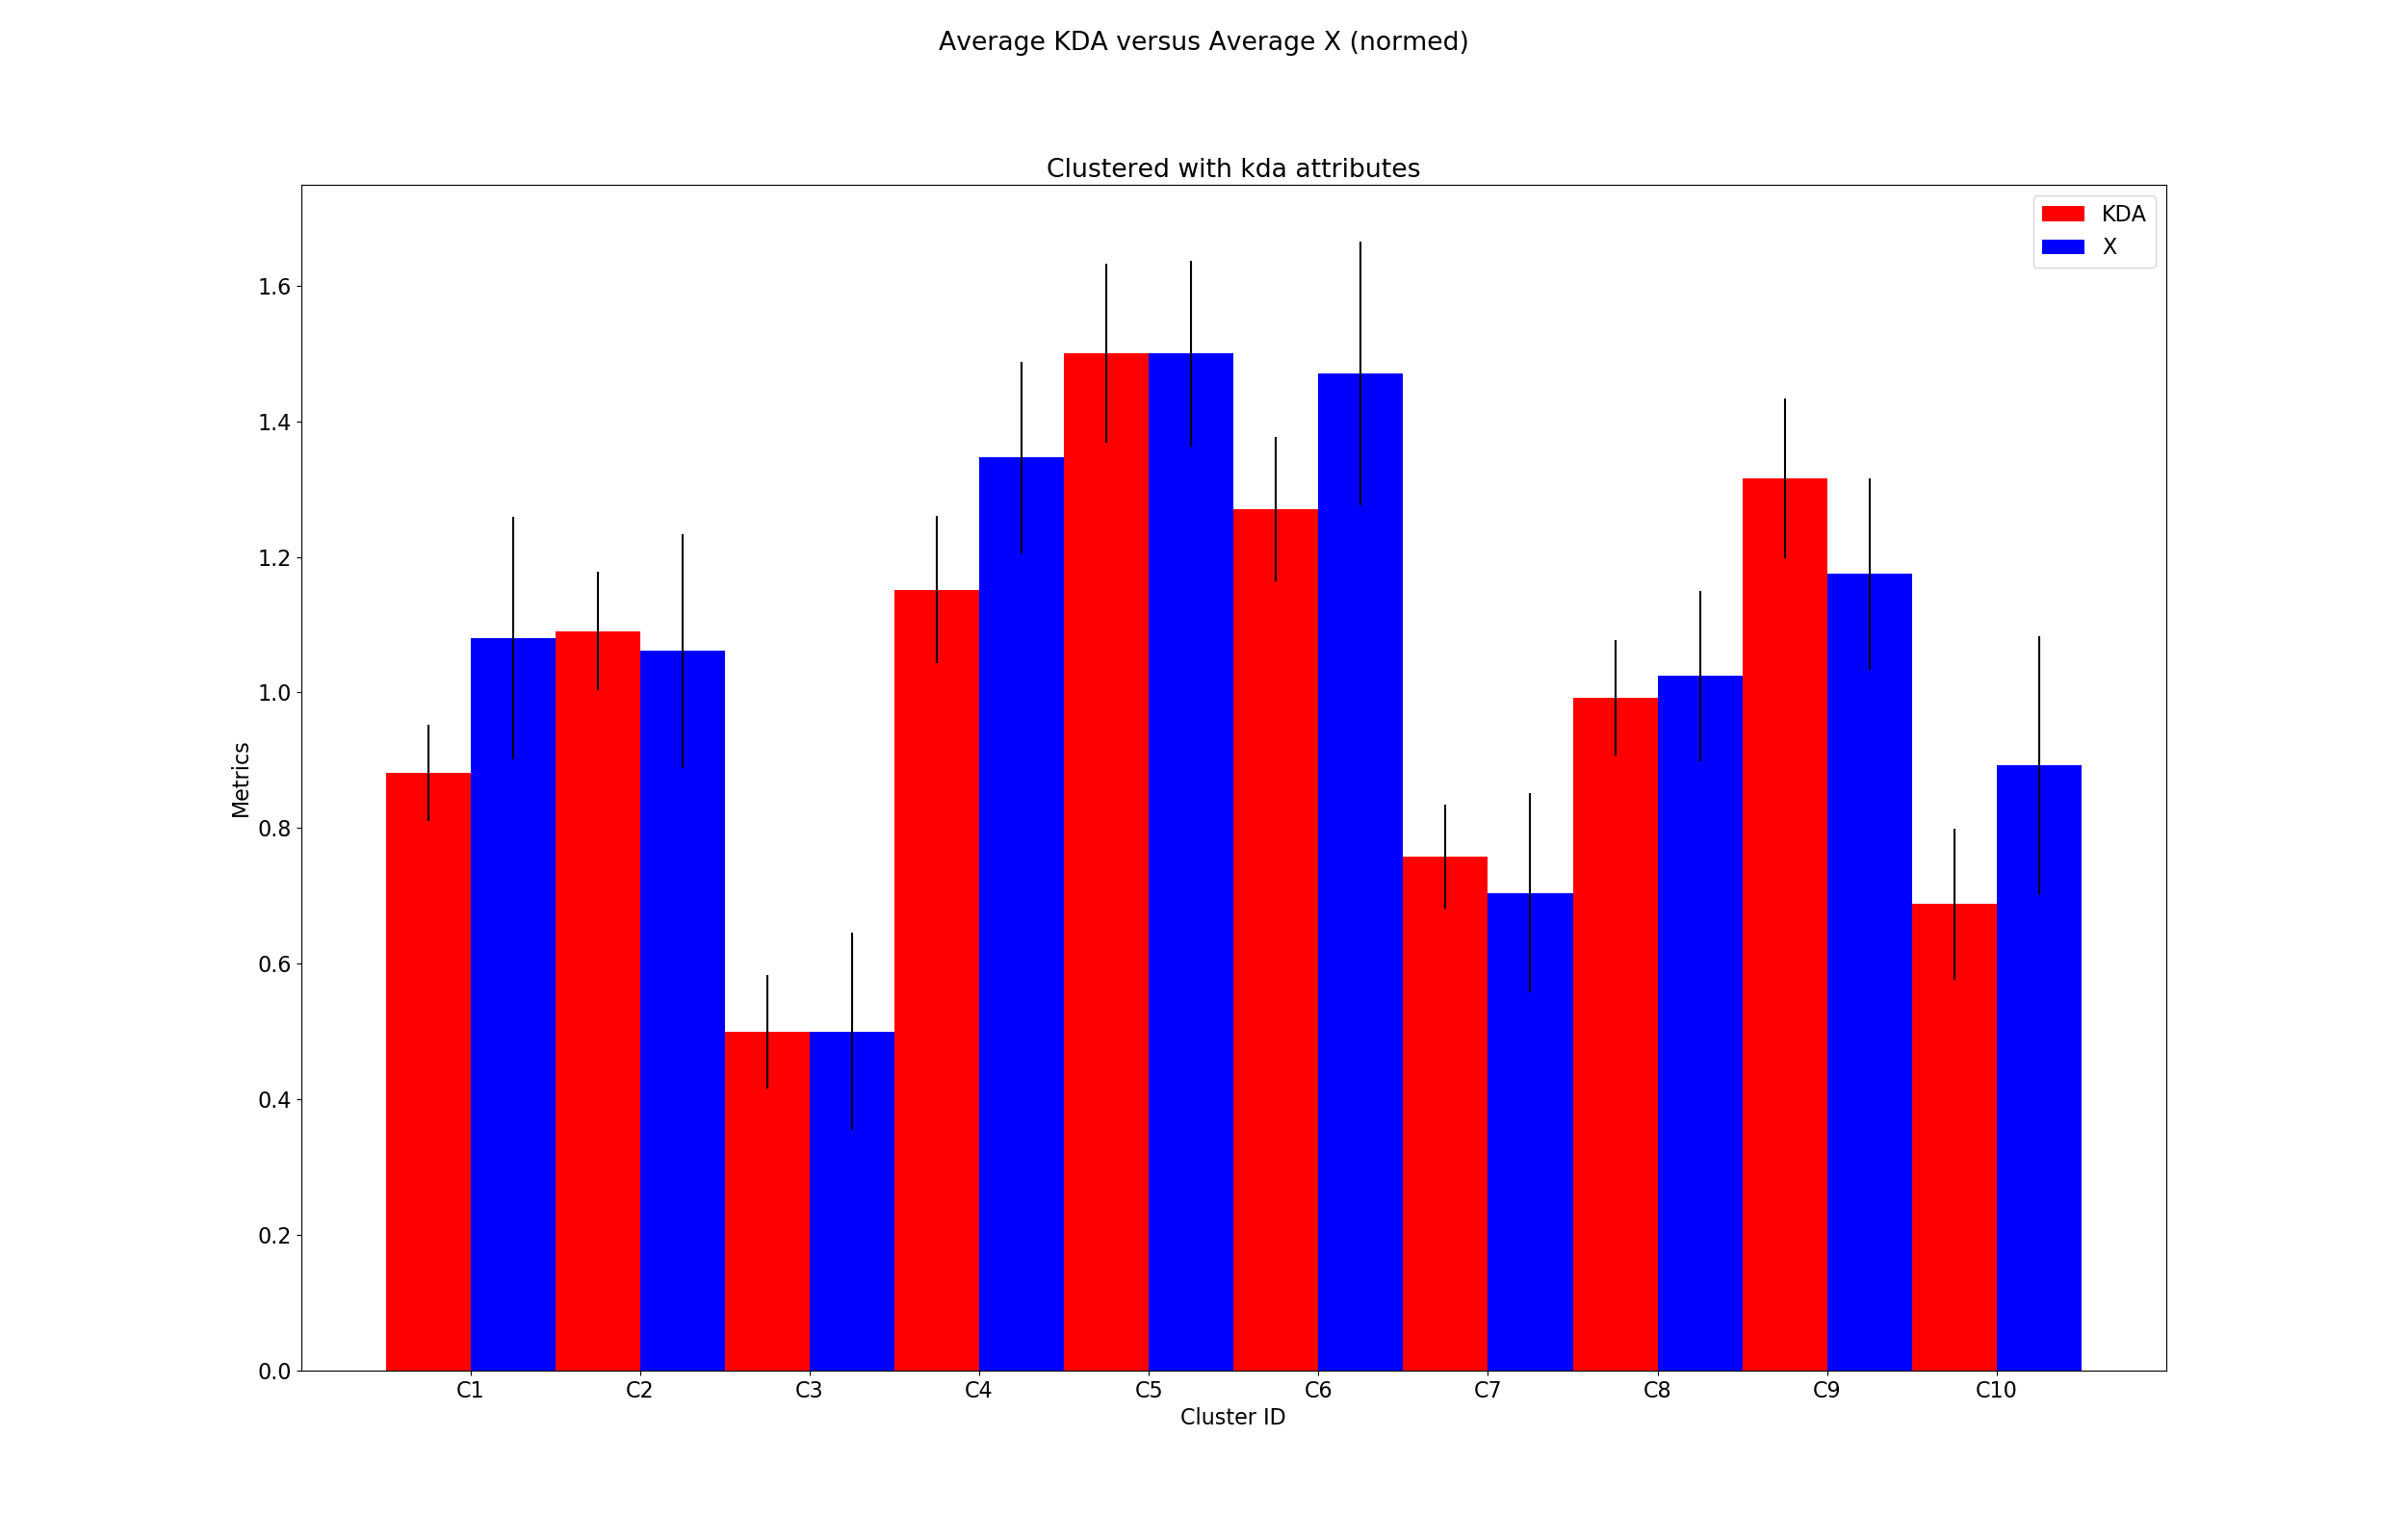 Average KDA versus Average X (normed)
Clustered with kda attributes
KDA
X
1.6
1.4
1.2
1.0
0.8
0.6
0.4
0.2
0.0
Metrics
C1 C2 C3 C4 C5 C6 C7 C8 C9 C10
Cluster ID